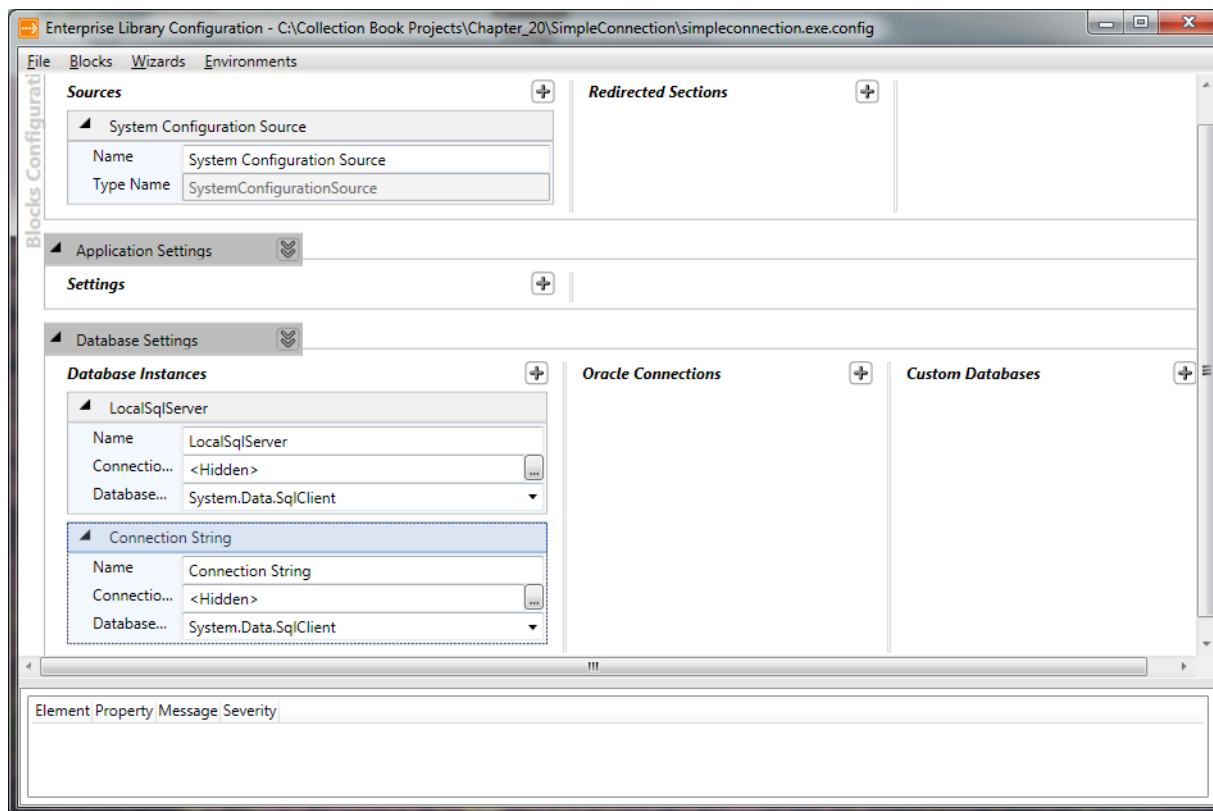 Enterprise Library Configuration - C:\Collection Book Projects\Chapter_20\SimpleConnection\simpleconnection.exe.config
File Blocks Wizards Environments
Blocks Configurati
Sources
Redirected Sections
System Configuration Source
Name System Configuration Source
Type Name SystemConfigurationSource
Application Settings
Settings
Database Settings
Database Instances
Oracle Connections
Custom Databases
LocalSqlServer
Name LocalSqlServer
Connectio... <Hidden> ...
Database... System.Data.SqlClient
Connection String
Name Connection String
Connectio... <Hidden> ...
Database... System.Data.SqlClient
Element Property Message Severity